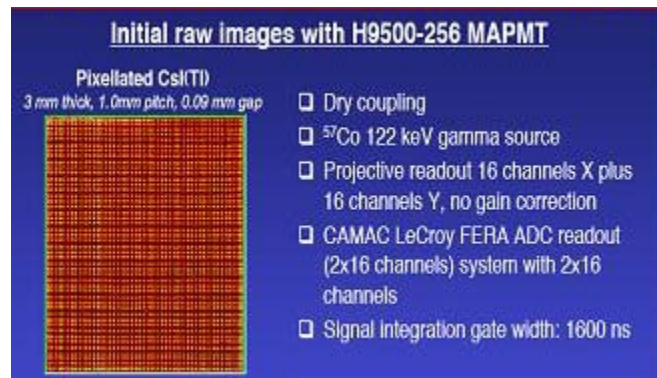 Initial raw images with H9500-256 MAPMT
Pixellated CsI(Tl)
3 mm thick, 1.0mm pitch, 0.09 mm gap
❑ Dry coupling
❑ ⁵⁷Co 122 keV gamma source
❑ Projective readout 16 channels X plus
16 channels Y, no gain correction
❑ CAMAC LeCroy FERA ADC readout
(2x16 channels) system with 2x16
channels
❑ Signal integration gate width: 1600 ns